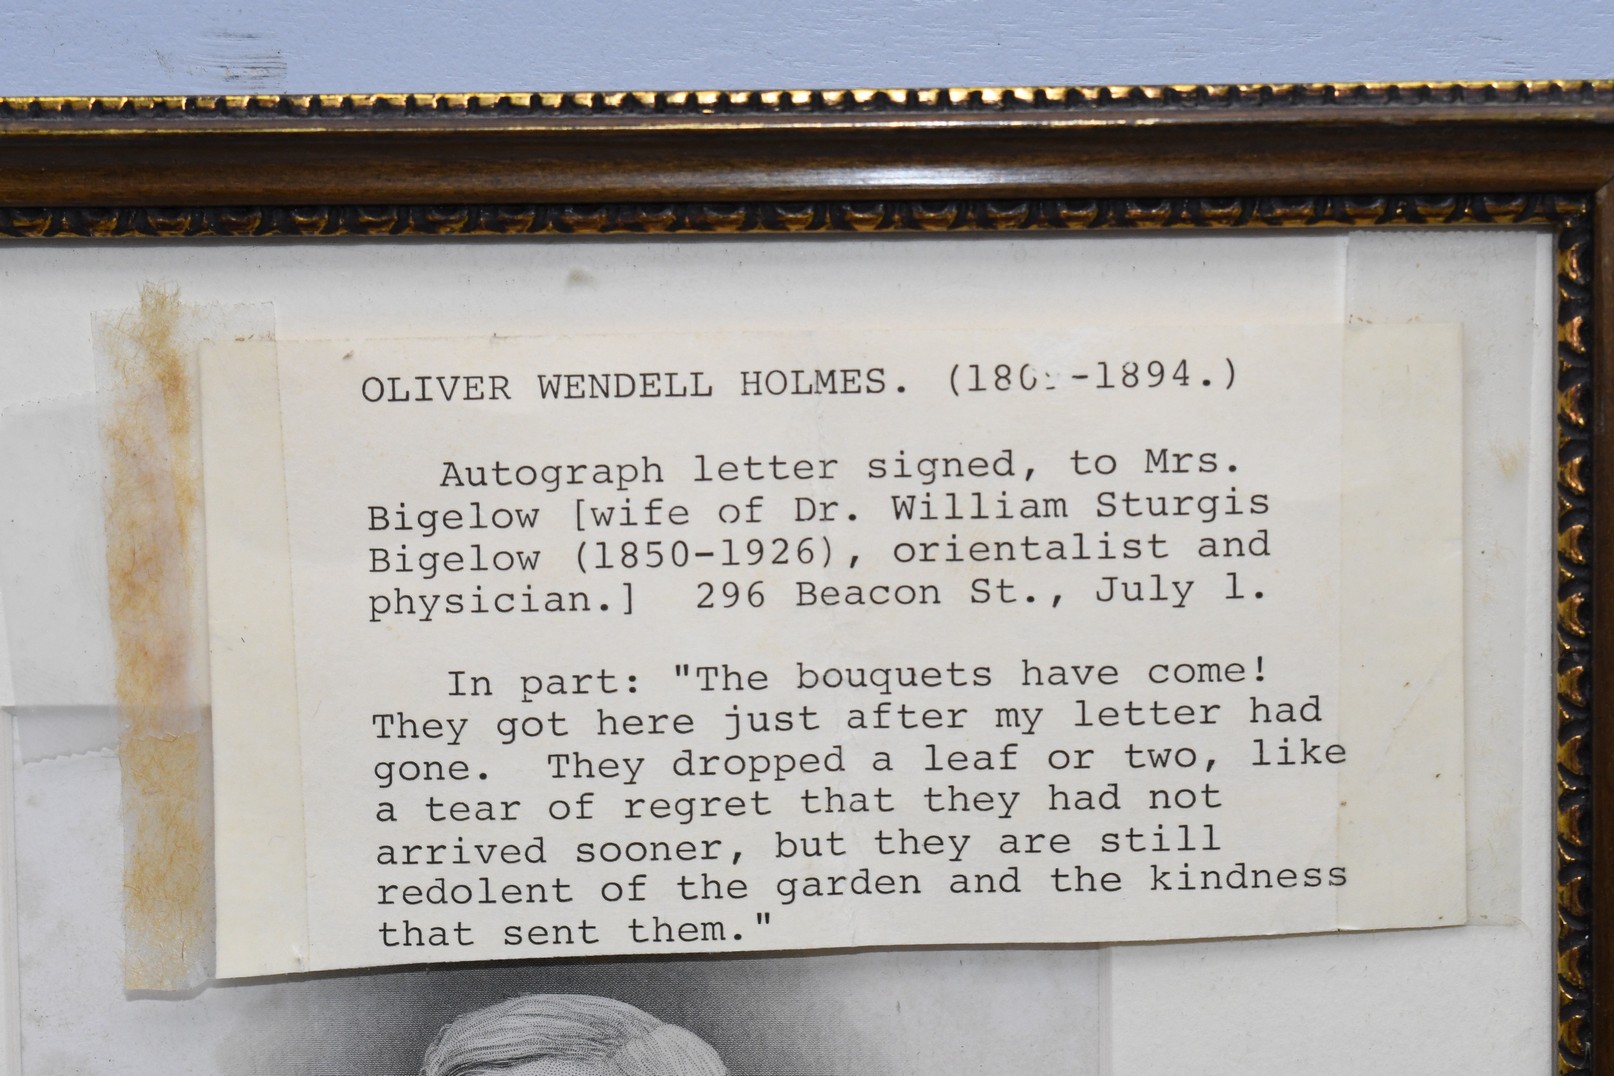 OLIVER WENDELL HOLMES.
Autograph letter signed, to Mrs.
Bigelow [wife of Dr. William Sturgis
Bigelow (1850-1926), orientalist and
physician.] 296 Beacon St., July 1.
In part: "The bouquets have come!
They got here just after my letter had
gone. They dropped a leaf or two, like
a tear of regret that they had not
arrived sooner, but they are still
redolent of the garden and the kindness
that sent them."